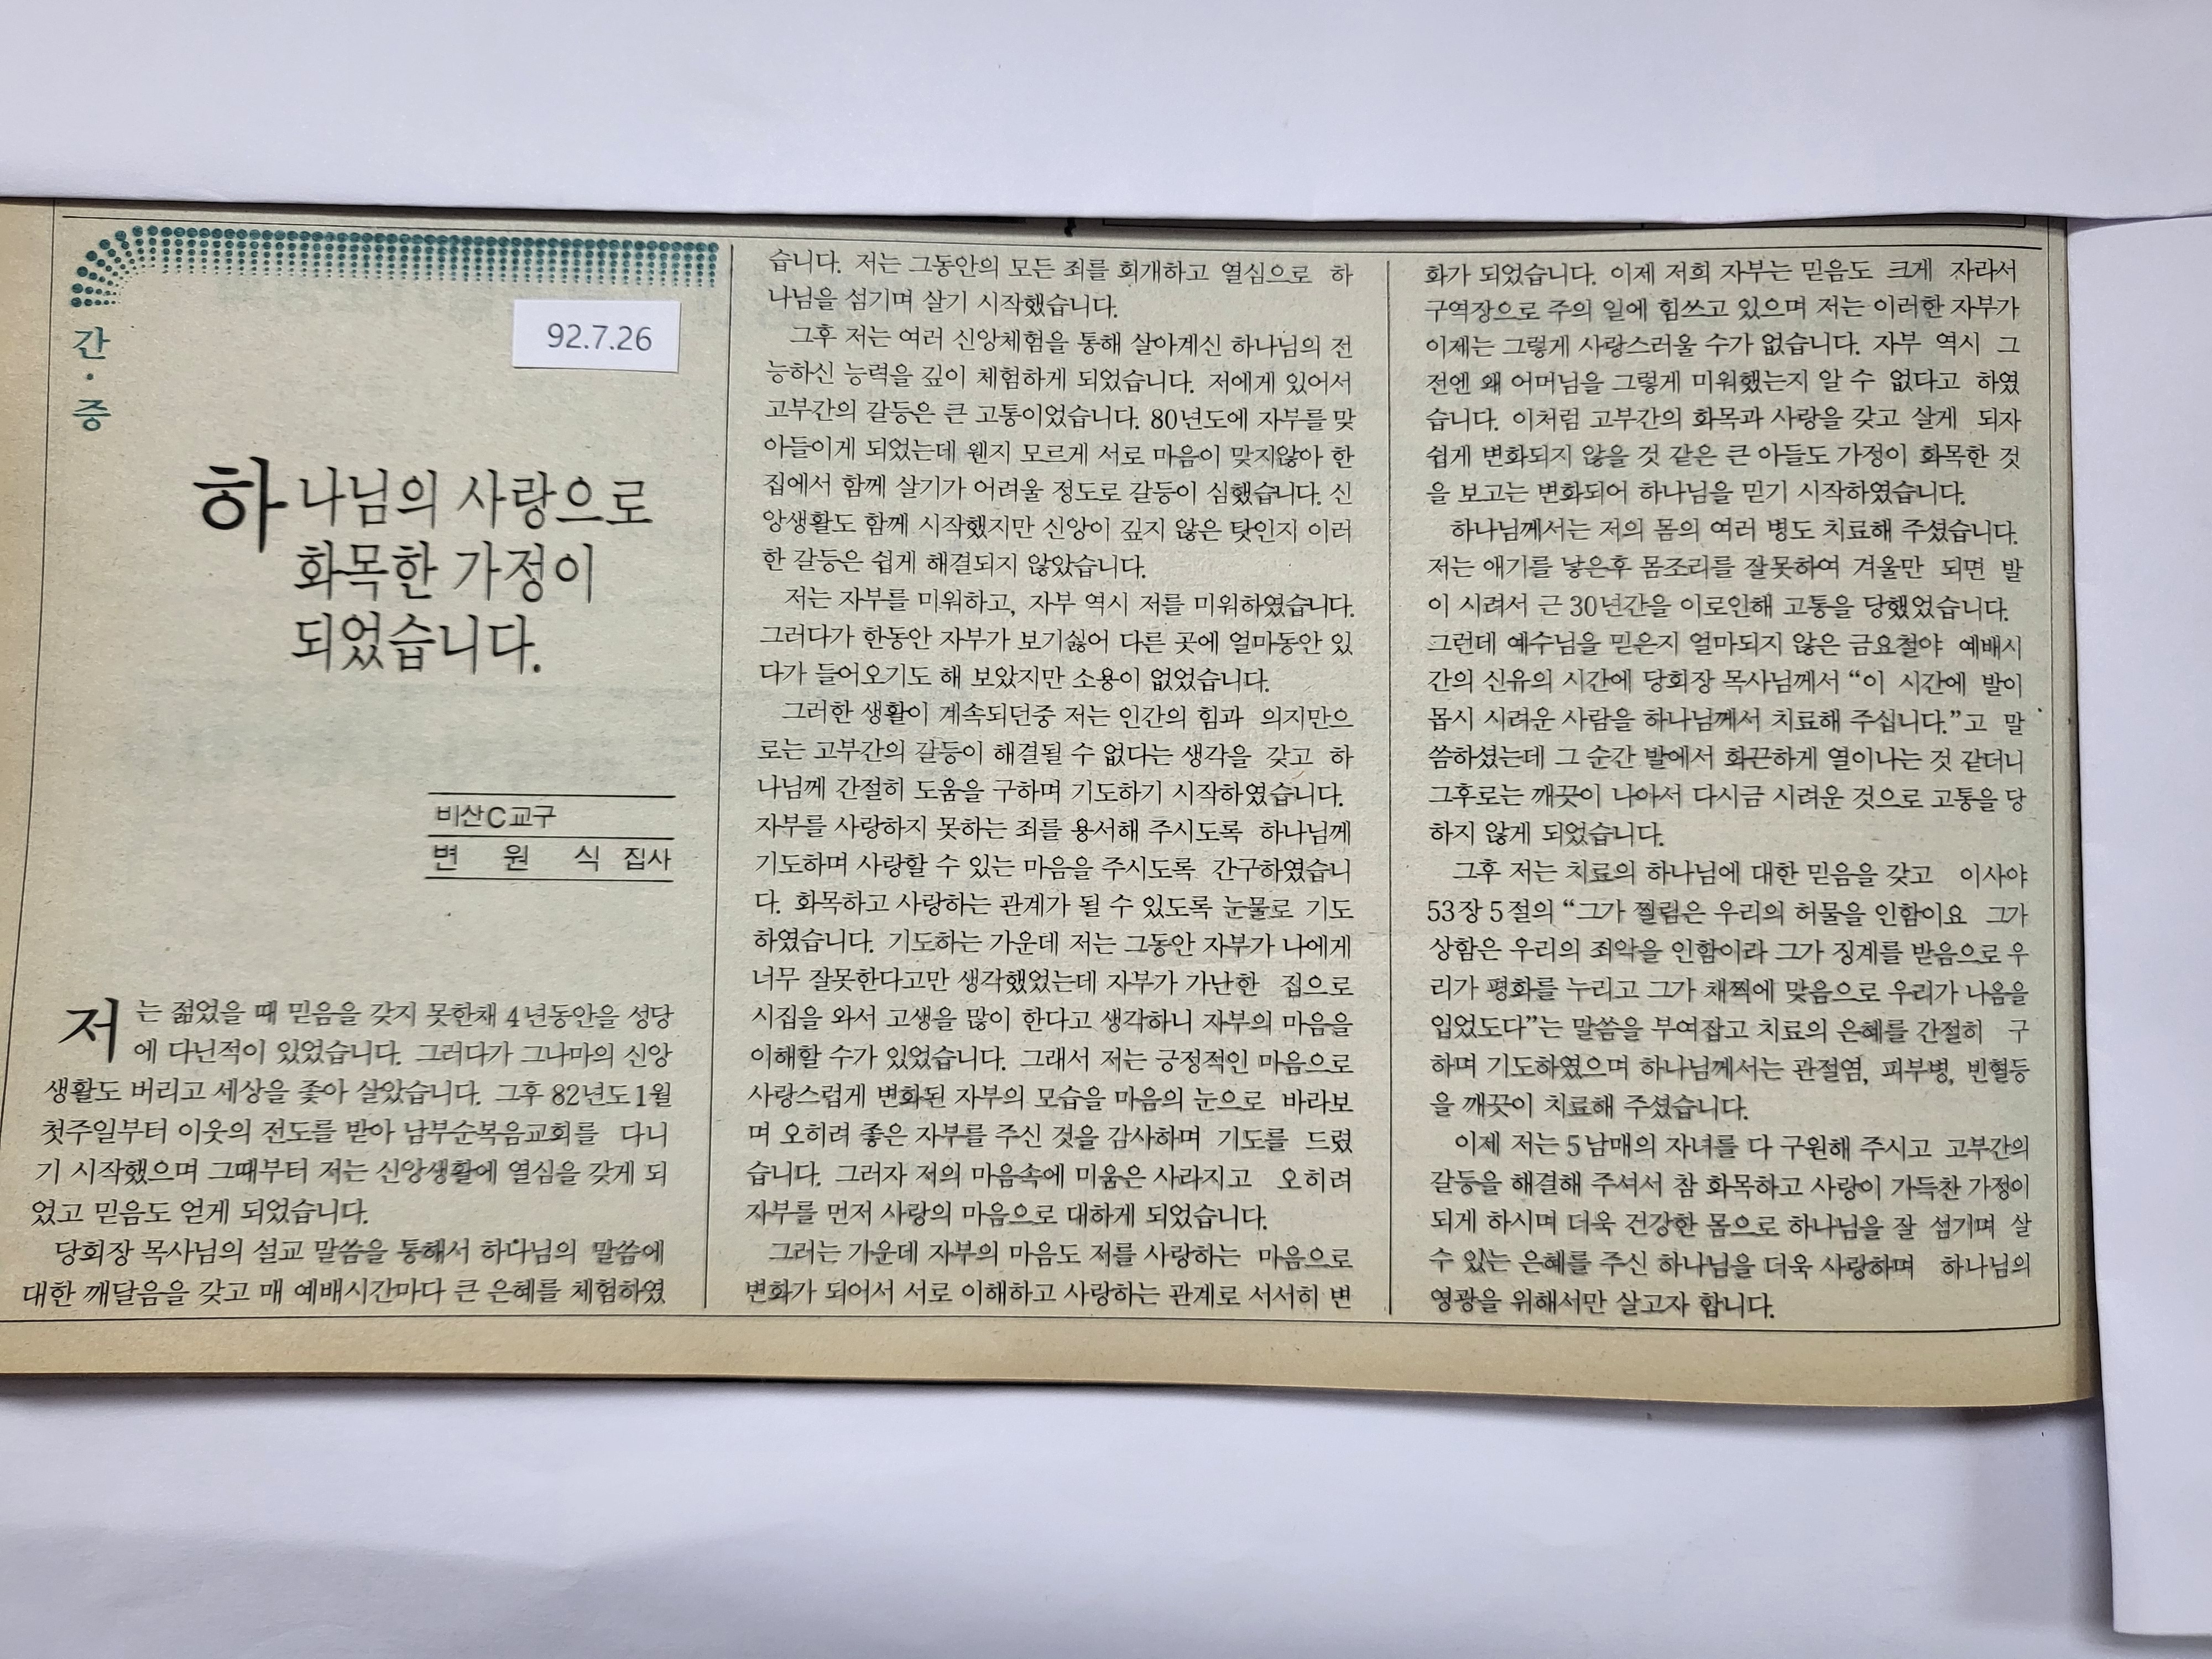 간·증
92.7.26
하나님의 사랑으로
화목한 가정이
되었습니다.
비산C교구
변 원 식 집사
저는 젊었을 때 믿음을 갖지 못한채 4년동안을 성당
에 다닌적이 있었습니다. 그러다가 그나마의 신앙
생활도 버리고 세상을 좇아 살았습니다. 그후 82년도 1월
첫주일부터 이웃의 전도를 받아 남부순복음교회를 다니
기 시작했으며 그때부터 저는 신앙생활에 열심을 갖게 되
었고 믿음도 얻게 되었습니다.
당회장 목사님의 설교 말씀을 통해서 하나님의 말씀에
대한 깨달음을 갖고 매 예배시간마다 큰 은혜를 체험하였
습니다. 저는 그동안의 모든 죄를 회개하고 열심으로 하
나님을 섬기며 살기 시작했습니다.
그후 저는 여러 신앙체험을 통해 살아계신 하나님의 전
능하신 능력을 깊이 체험하게 되었습니다. 저에게 있어서
고부간의 갈등은 큰 고통이었습니다. 80년도에 자부를 맞
아들이게 되었는데 웬지 모르게 서로 마음이 맞지않아 한
집에서 함께 살기가 어려울 정도로 갈등이 심했습니다. 신
앙생활도 함께 시작했지만 신앙이 깊지 않은 탓인지 이러
한 갈등은 쉽게 해결되지 않았습니다.
저는 자부를 미워하고, 자부 역시 저를 미워하였습니다.
그러다가 한동안 자부가 보기싫어 다른 곳에 얼마동안 있
다가 들어오기도 해 보았지만 소용이 없었습니다.
그러한 생활이 계속되던중 저는 인간의 힘과 의지만으
로는 고부간의 갈등이 해결될 수 없다는 생각을 갖고 하
나님께 간절히 도움을 구하며 기도하기 시작하였습니다.
자부를 사랑하지 못하는 죄를 용서해 주시도록 하나님께
기도하며 사랑할 수 있는 마음을 주시도록 간구하였습니
다. 화목하고 사랑하는 관계가 될 수 있도록 눈물로 기도
하였습니다. 기도하는 가운데 저는 그동안 자부가 나에게
너무 잘못한다고만 생각했었는데 자부가 가난한 집으로
시집을 와서 고생을 많이 한다고 생각하니 자부의 마음을
이해할 수가 있었습니다. 그래서 저는 긍정적인 마음으로
사랑스럽게 변화된 자부의 모습을 마음의 눈으로 바라보
며 오히려 좋은 자부를 주신 것을 감사하며 기도를 드렸
습니다. 그러자 저의 마음속에 미움은 사라지고 오히려
자부를 먼저 사랑의 마음으로 대하게 되었습니다.
그러는 가운데 자부의 마음도 저를 사랑하는 마음으로
변화가 되어서 서로 이해하고 사랑하는 관계로 서서히 변
화가 되었습니다. 이제 저희 자부는 믿음도 크게 자라서
구역장으로 주의 일에 힘쓰고 있으며 저는 이러한 자부가
이제는 그렇게 사랑스러울 수가 없습니다. 자부 역시 그
전엔 왜 어머님을 그렇게 미워했는지 알 수 없다고 하였
습니다. 이처럼 고부간의 화목과 사랑을 갖고 살게 되자
쉽게 변화되지 않을 것 같은 큰 아들도 가정이 화목한 것
을 보고는 변화되어 하나님을 믿기 시작하였습니다.
하나님께서는 저의 몸의 여러 병도 치료해 주셨습니다.
저는 애기를 낳은후 몸조리를 잘못하여 겨울만 되면 발
이 시려서 근 30년간을 이로인해 고통을 당했었습니다.
그런데 예수님을 믿은지 얼마되지 않은 금요철야 예배시
간의 신유의 시간에 당회장 목사님께서 “이 시간에 발이
몹시 시려운 사람을 하나님께서 치료해 주십니다.”고 말
씀하셨는데 그 순간 발에서 화끈하게 열이나는 것 같더니
그후로는 깨끗이 나아서 다시금 시려운 것으로 고통을 당
하지 않게 되었습니다.
그후 저는 치료의 하나님에 대한 믿음을 갖고 이사야
53장 5절의 “그가 찔림은 우리의 허물을 인함이요 그가
상함은 우리의 죄악을 인함이라 그가 징계를 받음으로 우
리가 평화를 누리고 그가 채찍에 맞음으로 우리가 나음을
입었도다”는 말씀을 부여잡고 치료의 은혜를 간절히 구
하며 기도하였으며 하나님께서는 관절염, 피부병, 빈혈등
을 깨끗이 치료해 주셨습니다.
이제 저는 5남매의 자녀를 다 구원해 주시고 고부간의
갈등을 해결해 주셔서 참 화목하고 사랑이 가득찬 가정이
되게 하시며 더욱 건강한 몸으로 하나님을 잘 섬기며 살
수 있는 은혜를 주신 하나님을 더욱 사랑하며 하나님의
영광을 위해서만 살고자 합니다.